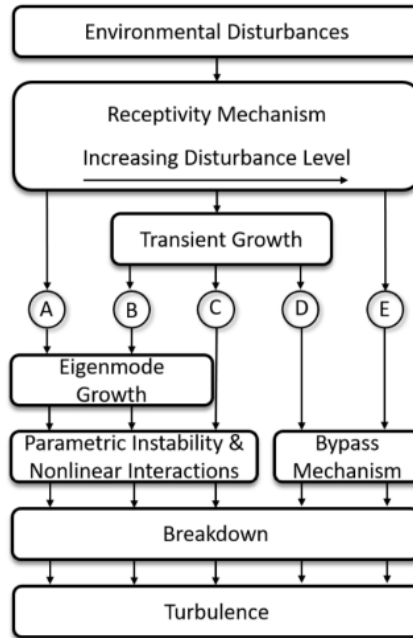 Environmental Disturbances
Receptivity Mechanism
Increasing Disturbance Level
Transient Growth
A
B
C
D
E
Eigenmode
Growth
Parametric Instability &
Nonlinear Interactions
Bypass
Mechanism
Breakdown
Turbulence